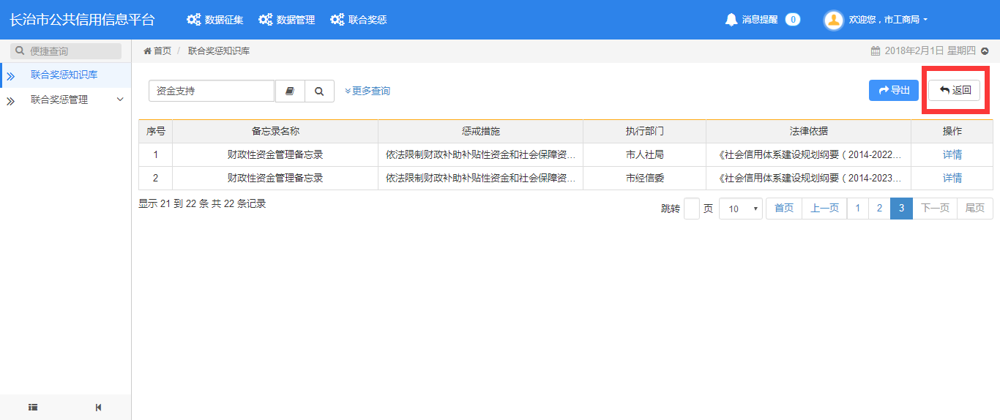 长治市公共信用信息平台 数据征集 数据管理 联合奖惩 消息提醒 0 欢迎您，市工商局
便捷查询
首页 / 联合奖惩知识库 2018年2月1日 星期四
联合奖惩知识库
联合奖惩管理
资金支持 更多查询 导出 返回
序号 备忘录名称 惩戒措施 执行部门 法律依据 操作
1 财政性资金管理备忘录 依法限制财政补助补贴性资金和社会保障资... 市人社局 《社会信用体系建设规划纲要（2014-2022... 详情
2 财政性资金管理备忘录 依法限制财政补助补贴性资金和社会保障资... 市经信委 《社会信用体系建设规划纲要（2014-2023... 详情
显示 21 到 22 条 共 22 条记录 跳转 页 10 首页 上一页 1 2 3 下一页 尾页